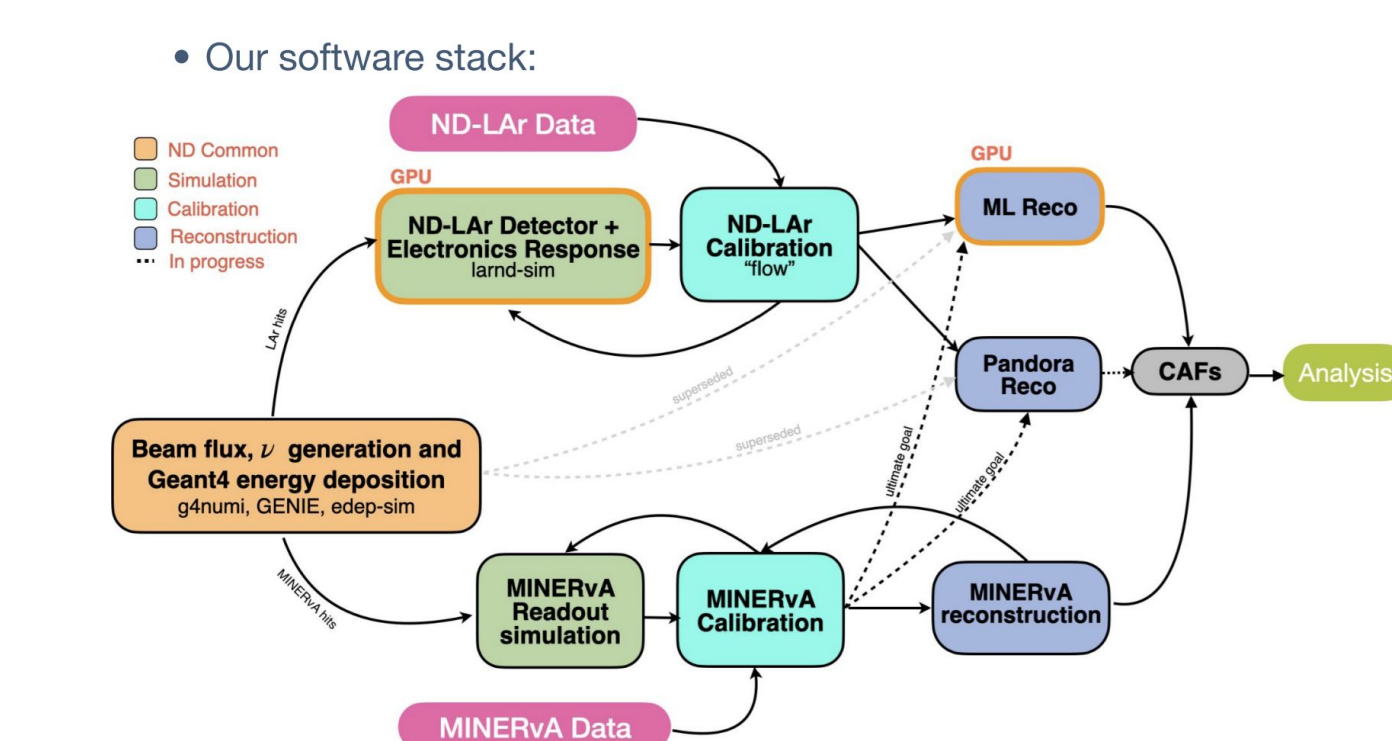 • Our software stack:
ND-LAr Data
ND Common
Simulation
Calibration
Reconstruction
In progress
GPU
ND-LAr Detector +
Electronics Response
larnd-sim
ND-LAr
Calibration
“flow”
GPU
ML Reco
LAr hits
superseded
superseded
Pandora
Reco
CAFs
Analysis
Beam flux, ν generation and
Geant4 energy deposition
g4numi, GENIE, edep-sim
ultimate goal
ultimate goal
MINERvA hits
MINERvA
Readout
simulation
MINERvA
Calibration
MINERvA
reconstruction
MINERvA Data